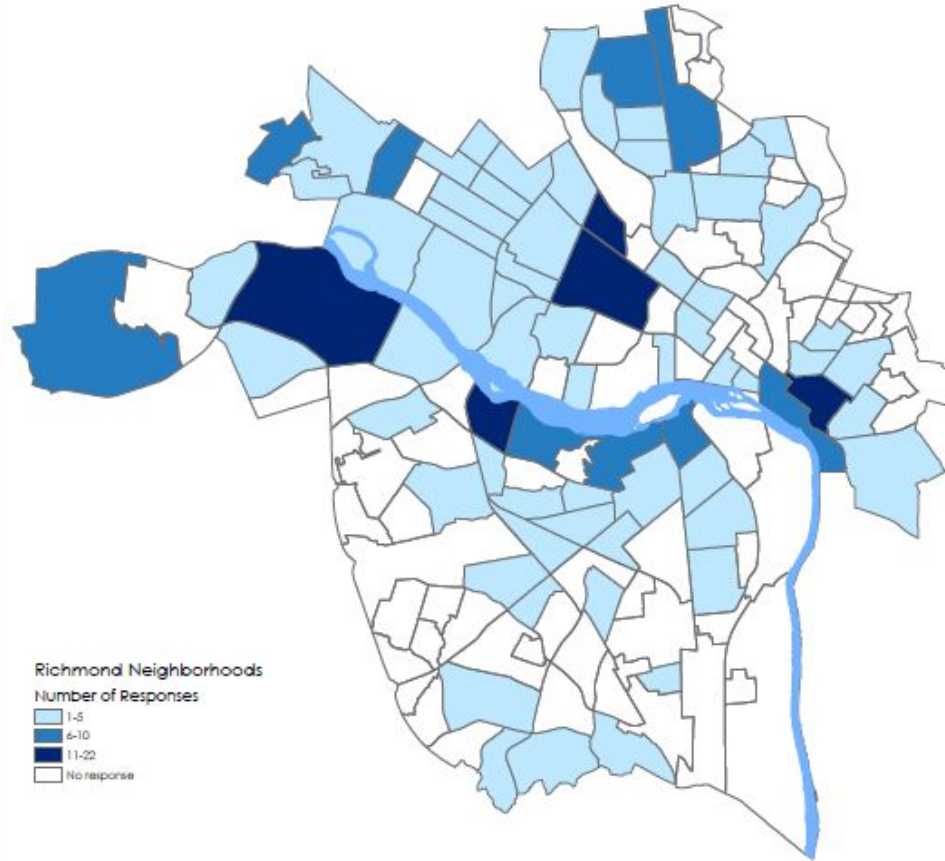 Richmond Neighborhoods
Number of Responses
1-5
6-10
11-22
No response